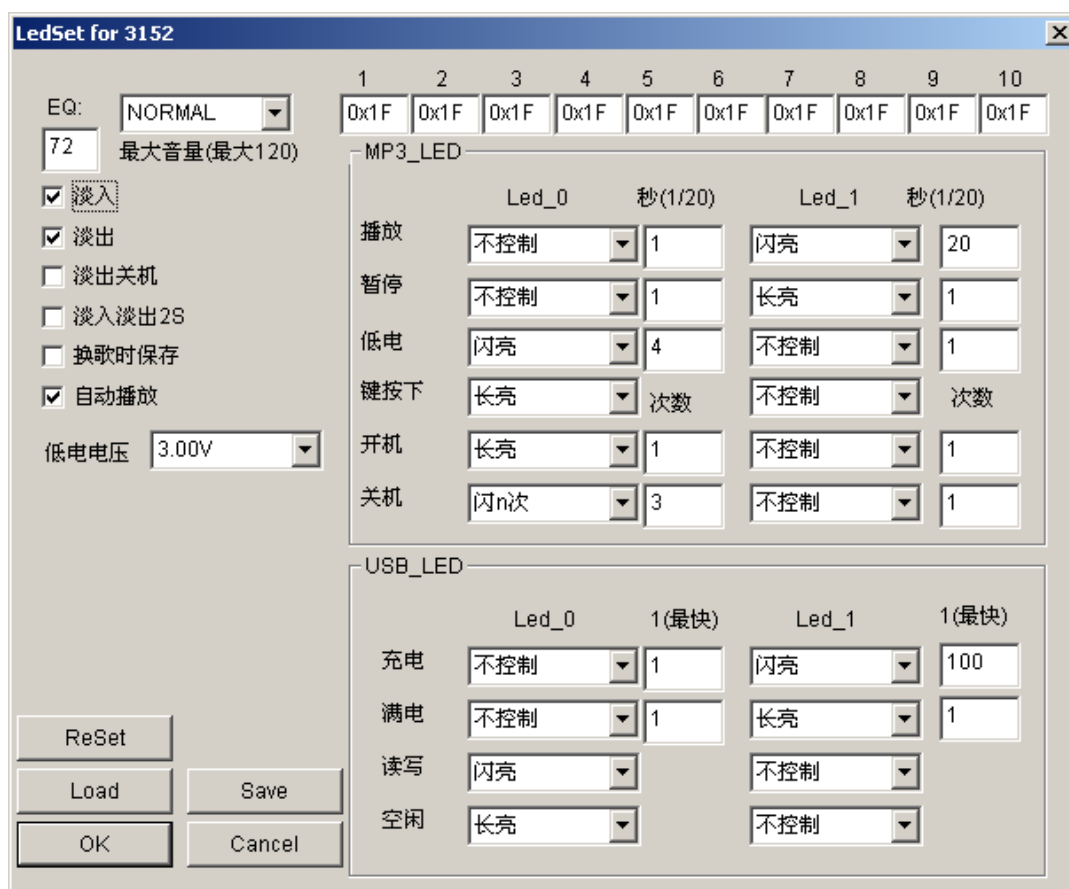 LedSet for 3152
1 2 3 4 5 6 7 8 9 10
EQ: NORMAL 0x1F 0x1F 0x1F 0x1F 0x1F 0x1F 0x1F 0x1F 0x1F 0x1F
72 最大音量(最大120)
淡入
淡出
淡出关机
淡入淡出2S
换歌时保存
自动播放
低电电压 3.00V
MP3_LED
Led_0 秒(1/20) Led_1 秒(1/20)
播放 不控制 1 闪亮 20
暂停 不控制 1 长亮 1
低电 闪亮 4 不控制 1
键按下 长亮 次数 不控制 次数
开机 长亮 1 不控制 1
关机 闪n次 3 不控制 1
USB_LED
Led_0 1(最快) Led_1 1(最快)
充电 不控制 1 闪亮 100
满电 不控制 1 长亮 1
读写 闪亮 不控制
空闲 长亮 不控制
ReSet
Load Save
OK Cancel